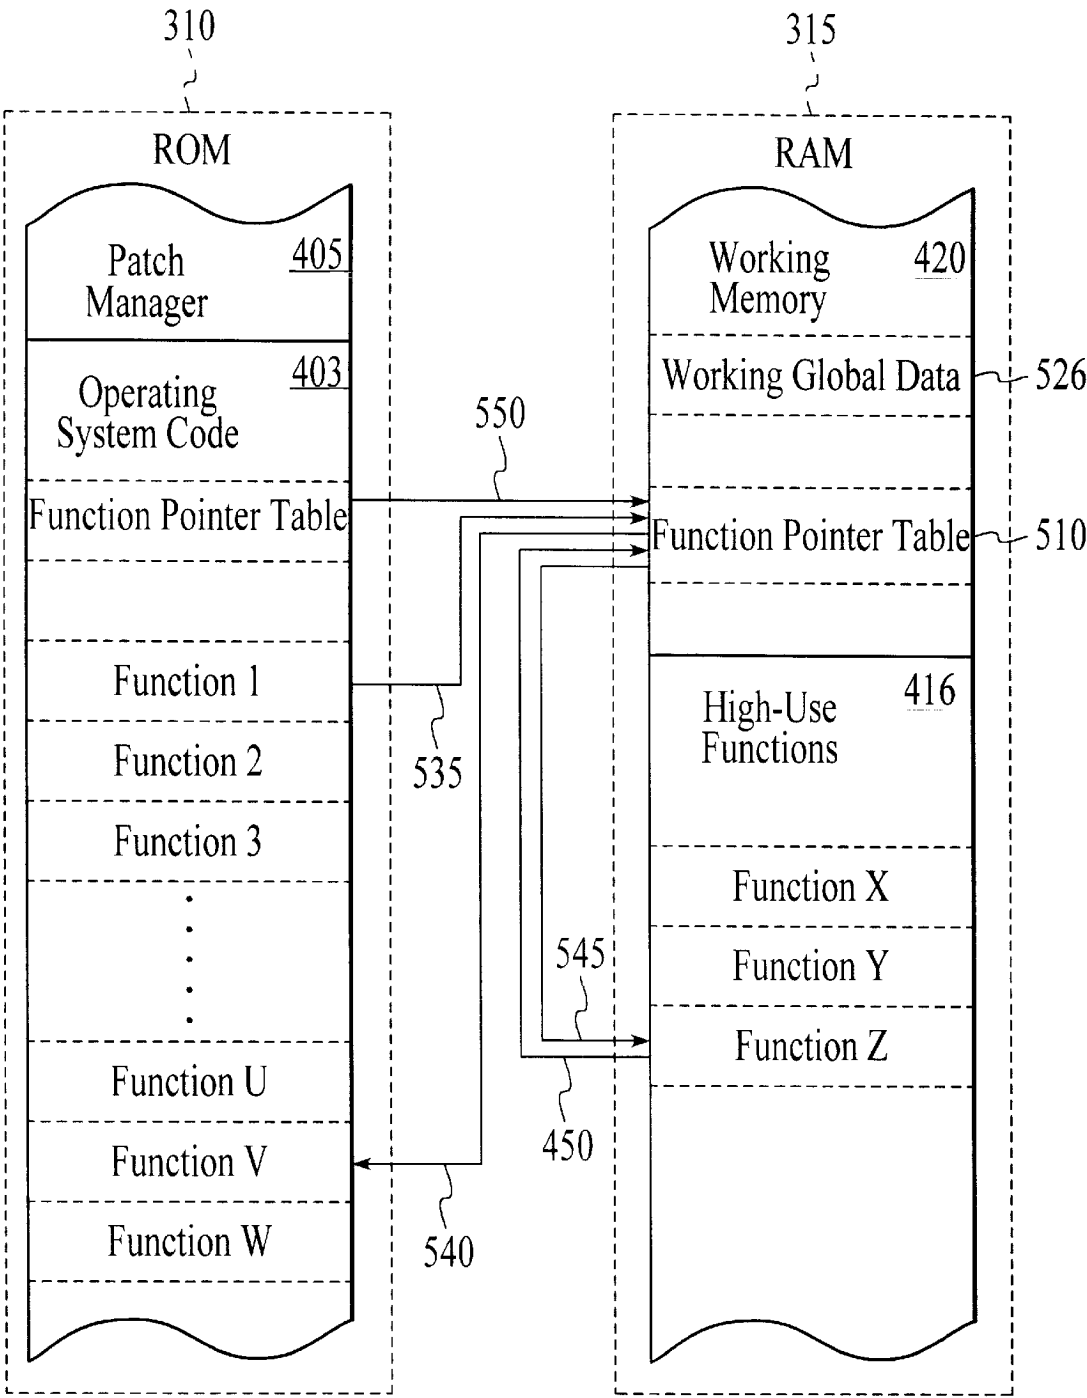 310
315
ROM
RAM
Patch
Manager
405
Working
Memory
420
Operating
System Code
403
Working Global Data
526
550
Function Pointer Table
Function Pointer Table
510
Function 1
535
High-Use
Functions
416
Function 2
Function 3
Function X
Function Y
545
Function Z
Function U
450
Function V
540
Function W